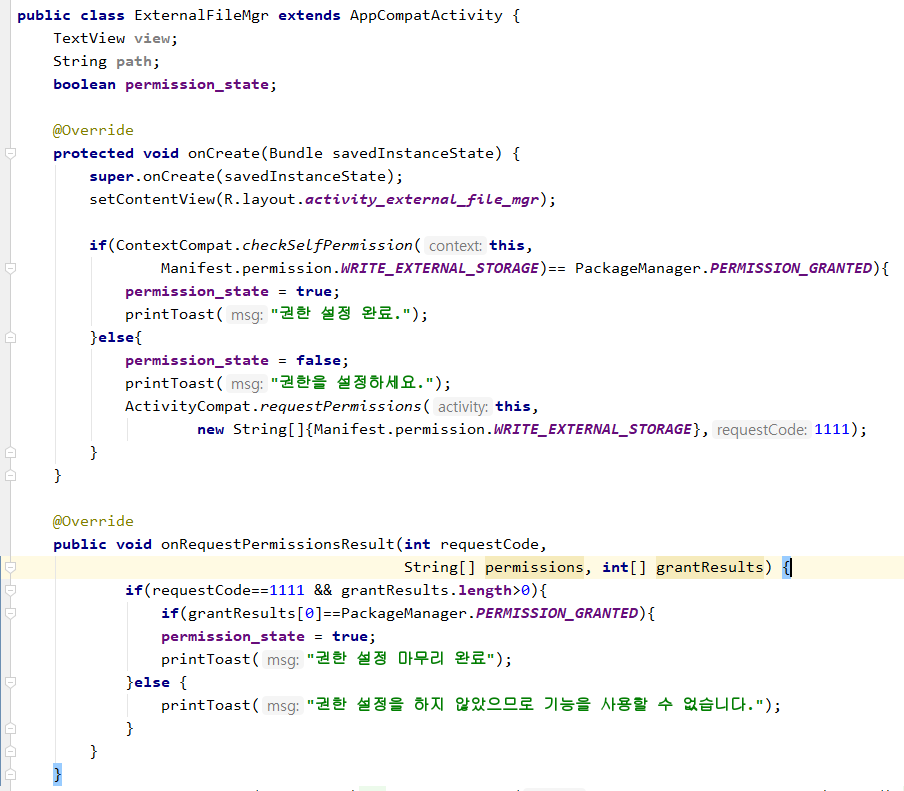 public class ExternalFileMgr extends AppCompatActivity {
    TextView view;
    String path;
    boolean permission_state;

    @Override
    protected void onCreate(Bundle savedInstanceState) {
        super.onCreate(savedInstanceState);
        setContentView(R.layout.activity_external_file_mgr);

        if(ContextCompat.checkSelfPermission( context: this,
                Manifest.permission.WRITE_EXTERNAL_STORAGE)== PackageManager.PERMISSION_GRANTED){
            permission_state = true;
            printToast( msg: "권한 설정 완료.");
        }else{
            permission_state = false;
            printToast( msg: "권한을 설정하세요.");
            ActivityCompat.requestPermissions( activity: this,
                    new String[]{Manifest.permission.WRITE_EXTERNAL_STORAGE}, requestCode: 1111);
        }
    }

    @Override
    public void onRequestPermissionsResult(int requestCode,
                                           String[] permissions, int[] grantResults) {
            if(requestCode==1111 && grantResults.length>0){
                if(grantResults[0]==PackageManager.PERMISSION_GRANTED){
                permission_state = true;
                printToast( msg: "권한 설정 마무리 완료");
            }else {
                printToast( msg: "권한 설정을 하지 않았으므로 기능을 사용할 수 없습니다.");
            }
        }
    }